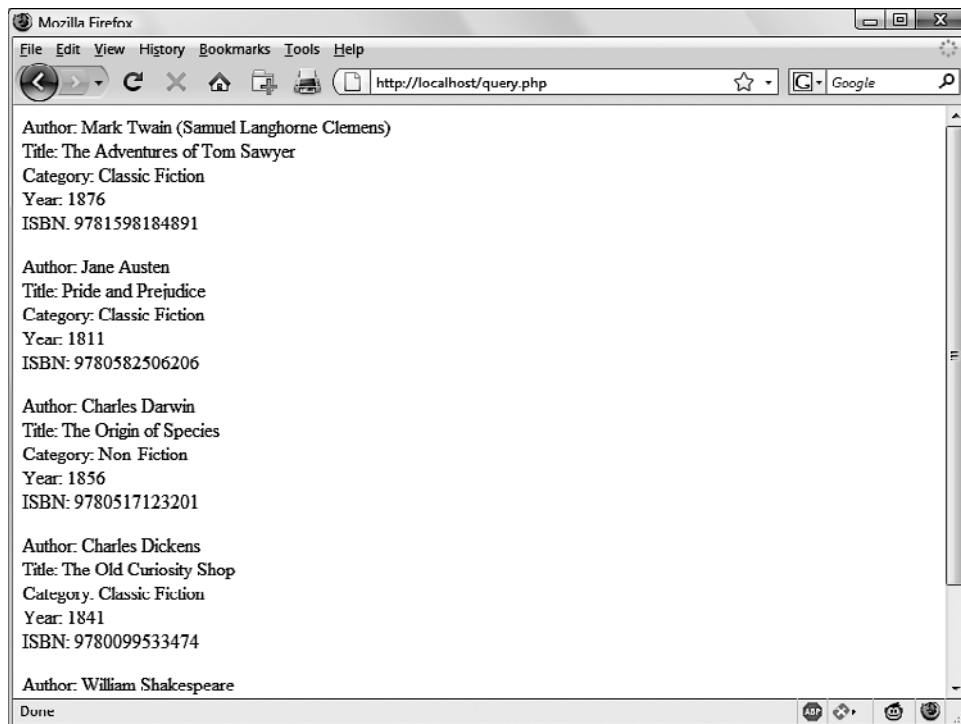 Mozilla Firefox
File Edit View History Bookmarks Tools Help
http://localhost/query.php
G Google
Author: Mark Twain (Samuel Langhorne Clemens)
Title: The Adventures of Tom Sawyer
Category: Classic Fiction
Year: 1876
ISBN: 9781598184891
Author: Jane Austen
Title: Pride and Prejudice
Category: Classic Fiction
Year: 1811
ISBN: 9780582506206
Author: Charles Darwin
Title: The Origin of Species
Category: Non Fiction
Year: 1856
ISBN: 9780517123201
Author: Charles Dickens
Title: The Old Curiosity Shop
Category: Classic Fiction
Year: 1841
ISBN: 9780099533474
Author: William Shakespeare
Done
ABP